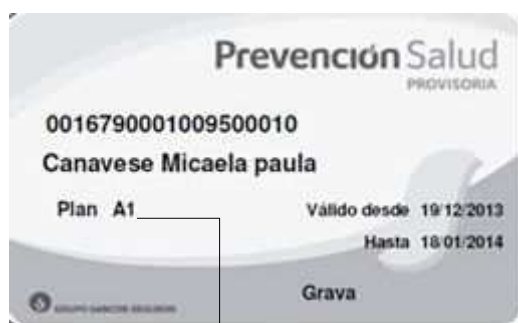 Prevención Salud
PROVISORIA
0016790001009500010
Canavese Micaela paula
Plan A1
Válido desde 19/12/2013
Hasta 18/01/2014
Grava